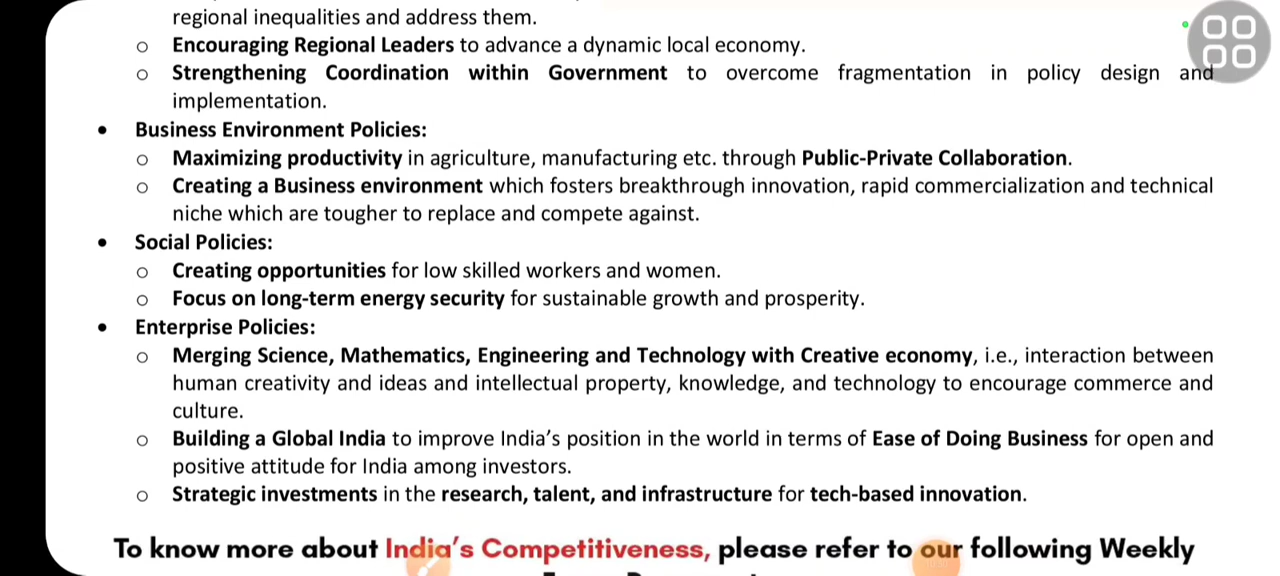 regional inequalities and address them.
o Encouraging Regional Leaders to advance a dynamic local economy.
o Strengthening Coordination within Government to overcome fragmentation in policy design and
implementation.
• Business Environment Policies:
o Maximizing productivity in agriculture, manufacturing etc. through Public-Private Collaboration.
o Creating a Business environment which fosters breakthrough innovation, rapid commercialization and technical
niche which are tougher to replace and compete against.
• Social Policies:
o Creating opportunities for low skilled workers and women.
o Focus on long-term energy security for sustainable growth and prosperity.
• Enterprise Policies:
o Merging Science, Mathematics, Engineering and Technology with Creative economy, i.e., interaction between
human creativity and ideas and intellectual property, knowledge, and technology to encourage commerce and
culture.
o Building a Global India to improve India's position in the world in terms of Ease of Doing Business for open and
positive attitude for India among investors.
o Strategic investments in the research, talent, and infrastructure for tech-based innovation.
To know more about India's Competitiveness, please refer to our following Weekly